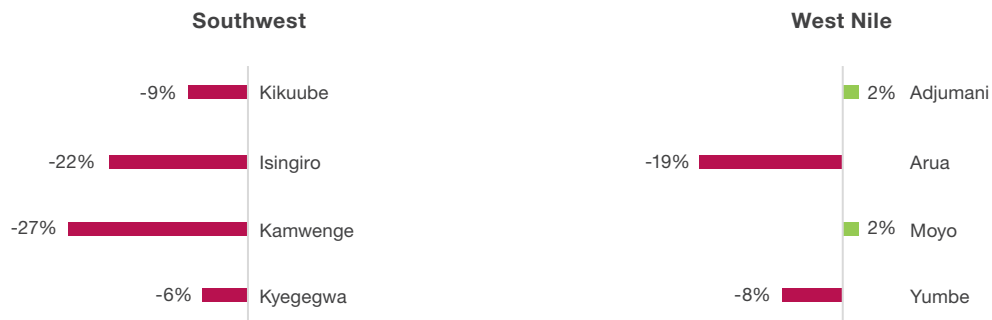 Southwest
-9% Kikuube
-22% Isingiro
-27% Kamwenge
-6% Kyegegwa
West Nile
2% Adjumani
-19% Arua
2% Moyo
-8% Yumbe